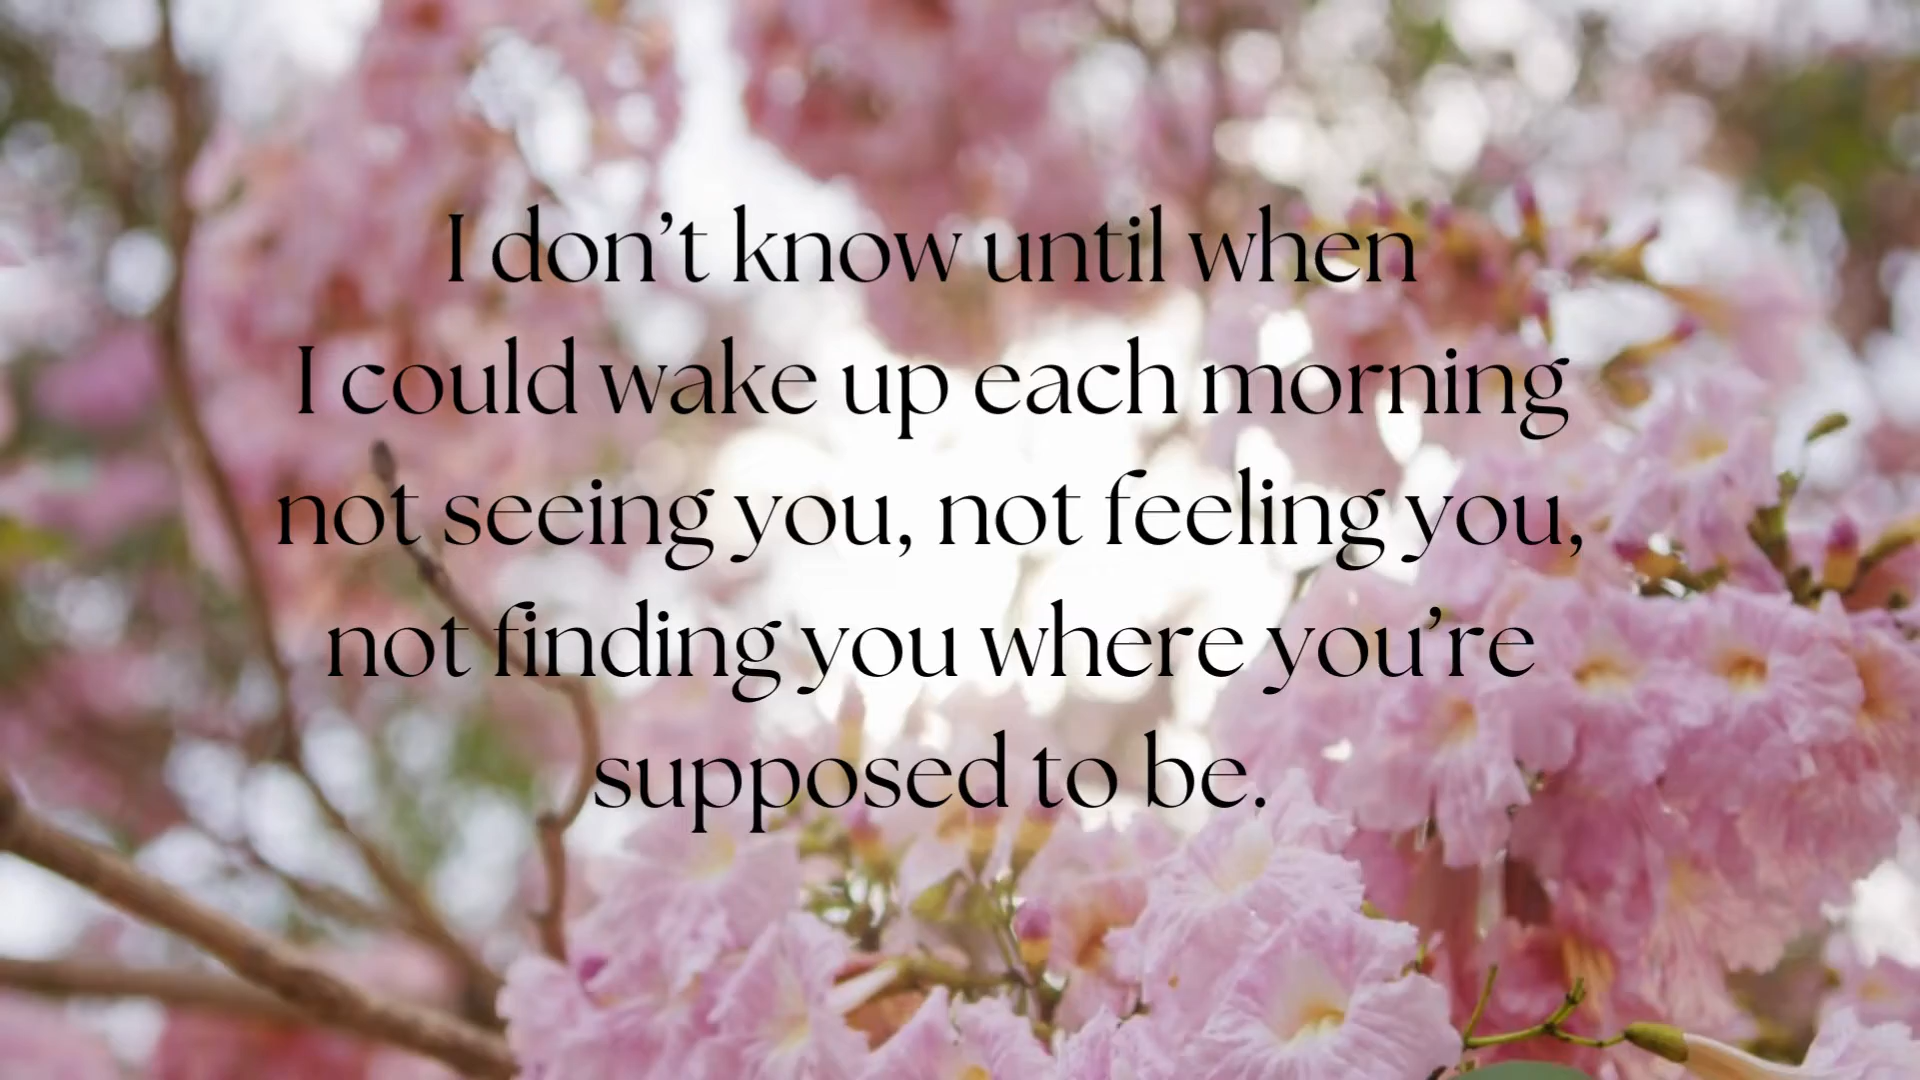 I don’t know until when
I could wake up each morning
not seeing you, not feeling you,
not finding you where you’re
supposed to be.